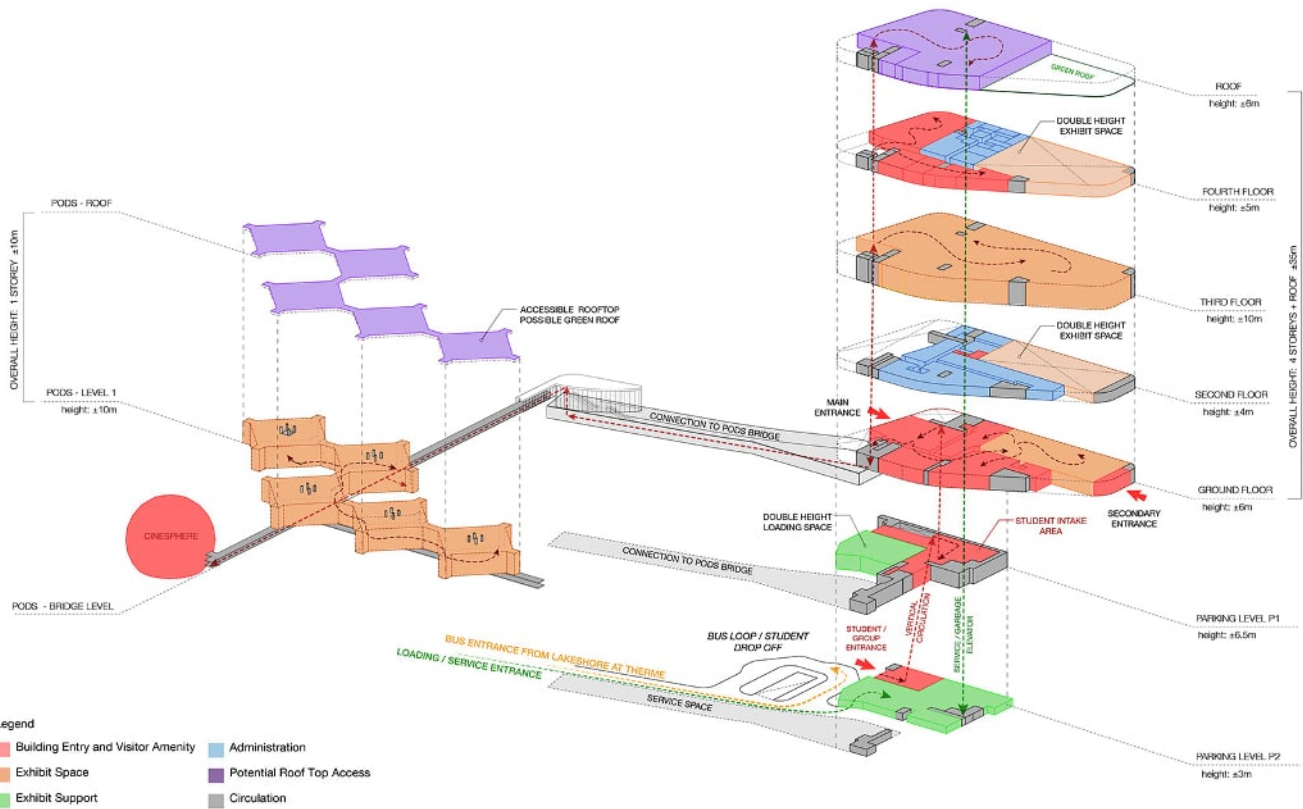 GREEN ROOF
ROOF
height: ±6m
DOUBLE HEIGHT
EXHIBIT SPACE
FOURTH FLOOR
height: ±5m
PODS - ROOF
OVERALL HEIGHT: 1 STOREY ±10m
ACCESSIBLE ROOFTOP
POSSIBLE GREEN ROOF
THIRD FLOOR
height: ±10m
OVERALL HEIGHT: 4 STOREYS + ROOF ±35m
DOUBLE HEIGHT
EXHIBIT SPACE
PODS - LEVEL 1
height: ±10m
SECOND FLOOR
height: ±4m
MAIN
ENTRANCE
CONNECTION TO PODS BRIDGE
GROUND FLOOR
height: ±6m
SECONDARY
ENTRANCE
DOUBLE HEIGHT
LOADING SPACE
STUDENT INTAKE
AREA
CINESPHERE
CONNECTION TO PODS BRIDGE
PODS - BRIDGE LEVEL
PARKING LEVEL P1
height: ±6.5m
VERTICAL
CIRCULATION
SERVICE / GARBAGE
ELEVATOR
STUDENT /
GROUP
ENTRANCE
BUS LOOP / STUDENT
DROP OFF
BUS ENTRANCE FROM LAKESHORE AT THERME
LOADING / SERVICE ENTRANCE
SERVICE SPACE
PARKING LEVEL P2
height: ±3m
egend
Building Entry and Visitor Amenity
Administration
Exhibit Space
Potential Roof Top Access
Exhibit Support
Circulation